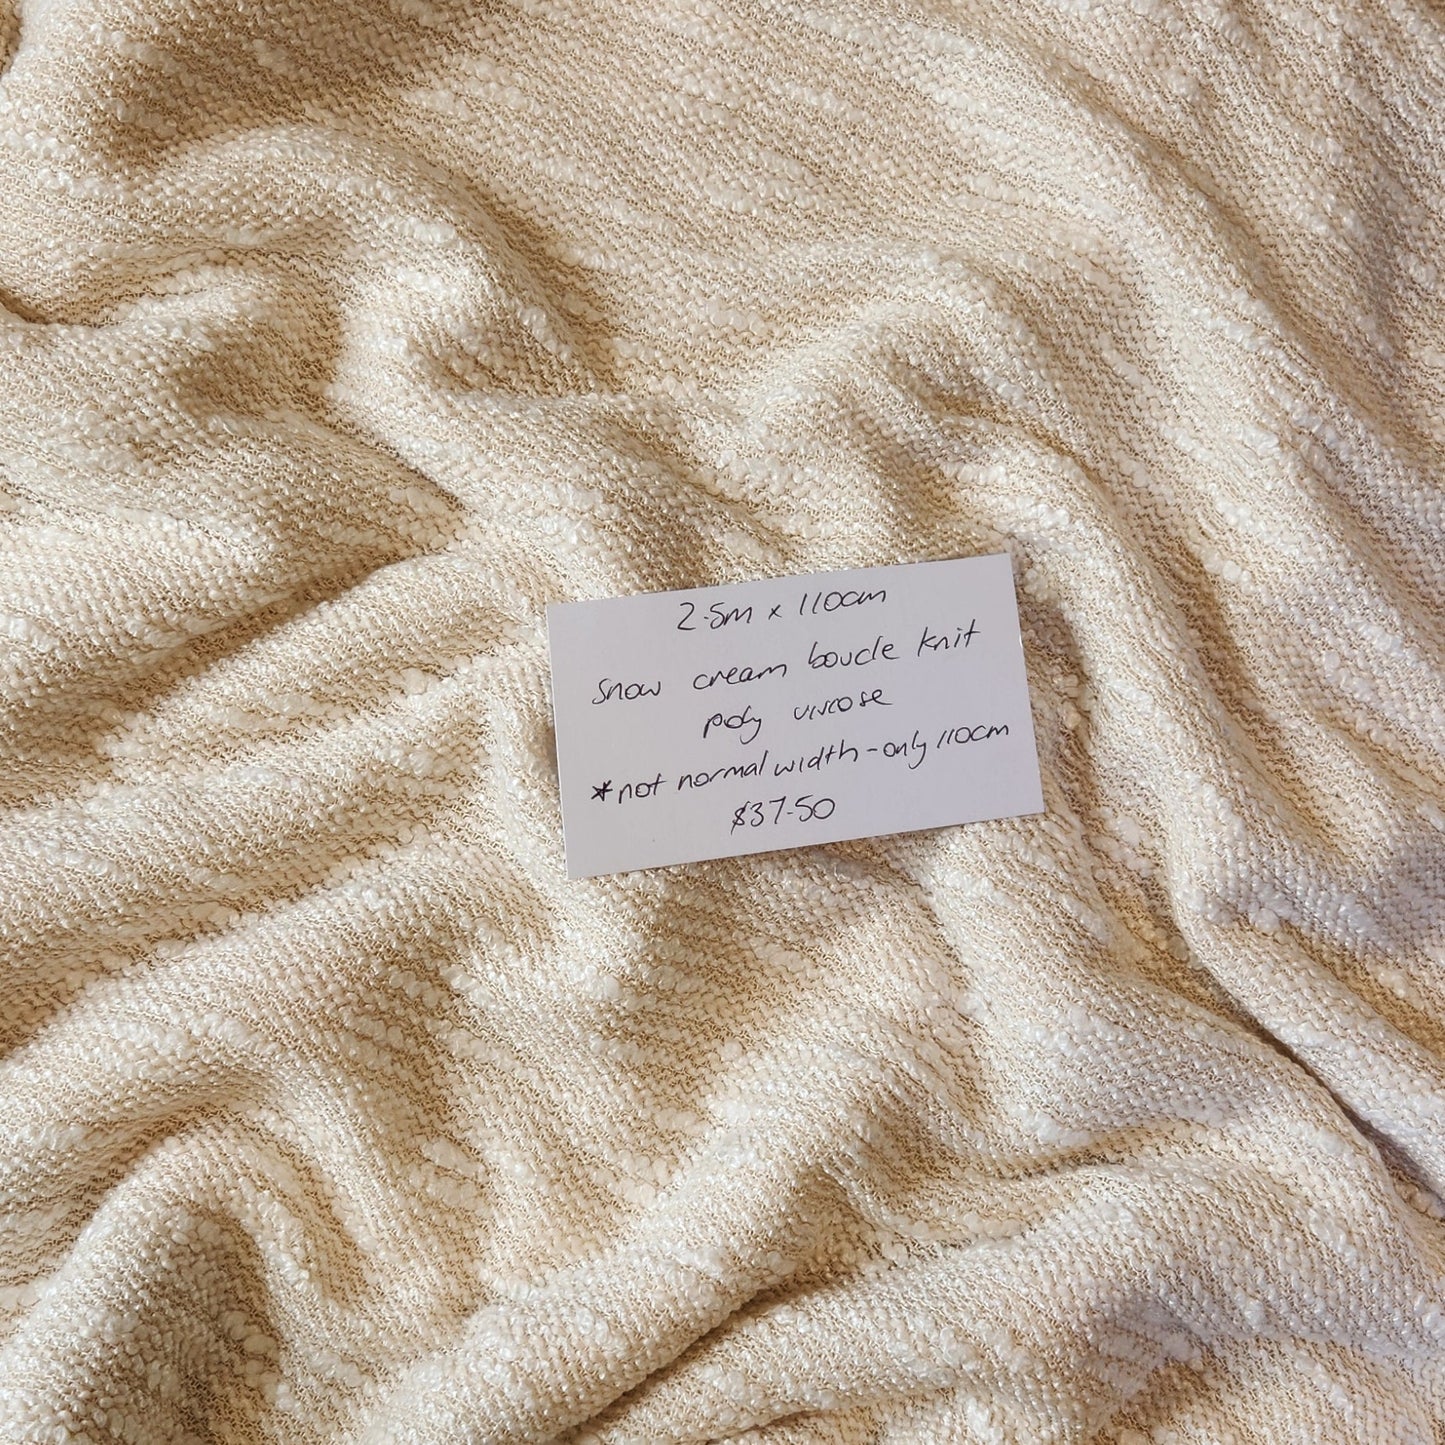 2.5m x 110cm
Snow cream boucle knit
poly viscose
*not normal width - only 110cm
$37.50